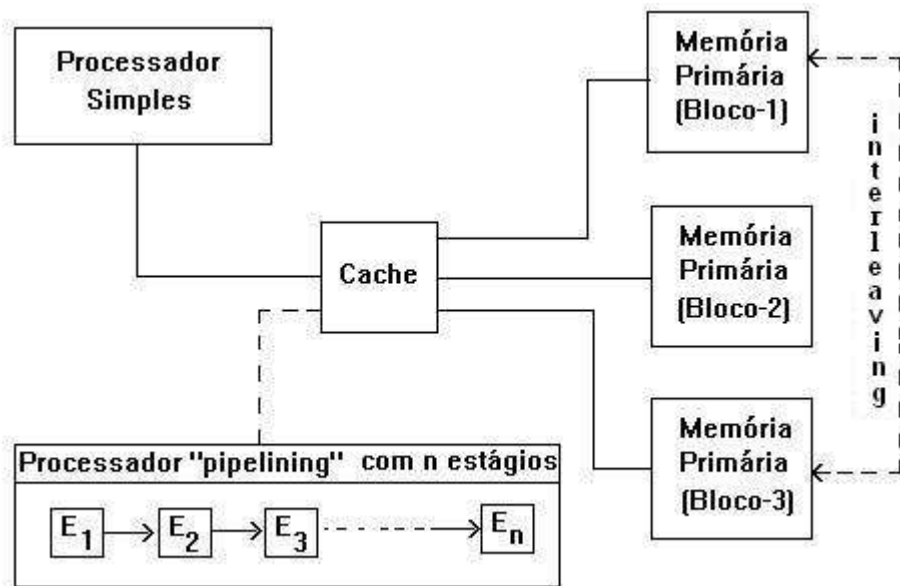 Processador
Simples
Memória
Primária
(Bloco-1)
Cache
Memória
Primária
(Bloco-2)
interleaving
Memória
Primária
(Bloco-3)
Processador "pipelining" com n estágios
E1
E2
E3
En